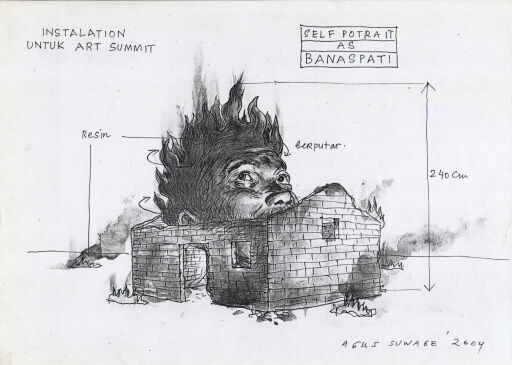 INSTALATION
UNTUK ART SUMMIT
SELF POTRAIT
AS
BANASPATI
Resin
BERPUTAR.
240 Cm
AGUS SUWAGE '2004